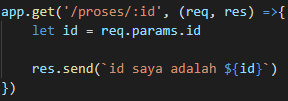 app.get('/proses/:id', (req, res) =>{
    let id = req.params.id

    res.send(`id saya adalah ${id}`)
})